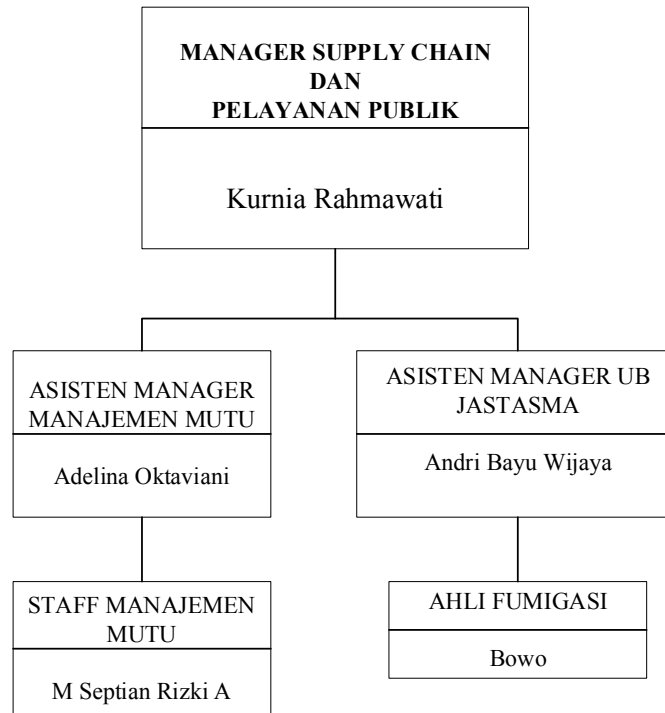 MANAGER SUPPLY CHAIN
DAN
PELAYANAN PUBLIK
Kurnia Rahmawati
ASISTEN MANAGER
MANAJEMEN MUTU
Adelina Oktaviani
ASISTEN MANAGER UB
JASTASMA
Andri Bayu Wijaya
STAFF MANAJEMEN
MUTU
M Septian Rizki A
AHLI FUMIGASI
Bowo